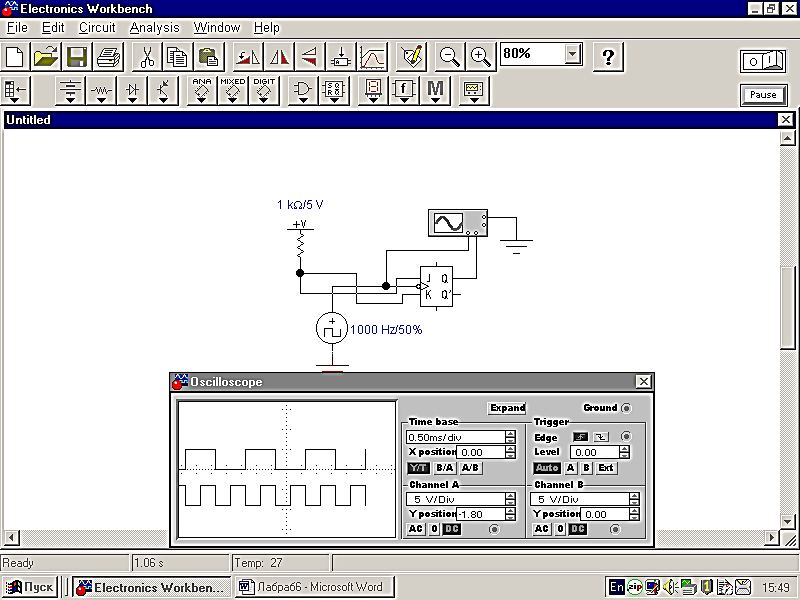 Electronics Workbench
File Edit Circuit Analysis Window Help
80%
?
ANA MIXED DIGIT
f M
Pause
Untitled
1 kΩ/5 V
+V
J Q
K Q'
1000 Hz/50%
Oscilloscope
Expand Ground
Time base Trigger
0.50ms/div Edge
X position 0.00 Level 0.00
Y/T B/A A/B Auto A B Ext
Channel A Channel B
5 V/Div 5 V/Div
Y position -1.80 Y position 0.00
AC 0 DC AC 0 DC
Ready 1.06 s Temp: 27
Пуск Electronics Workben... Лабра66 - Microsoft Word En zip 15:49